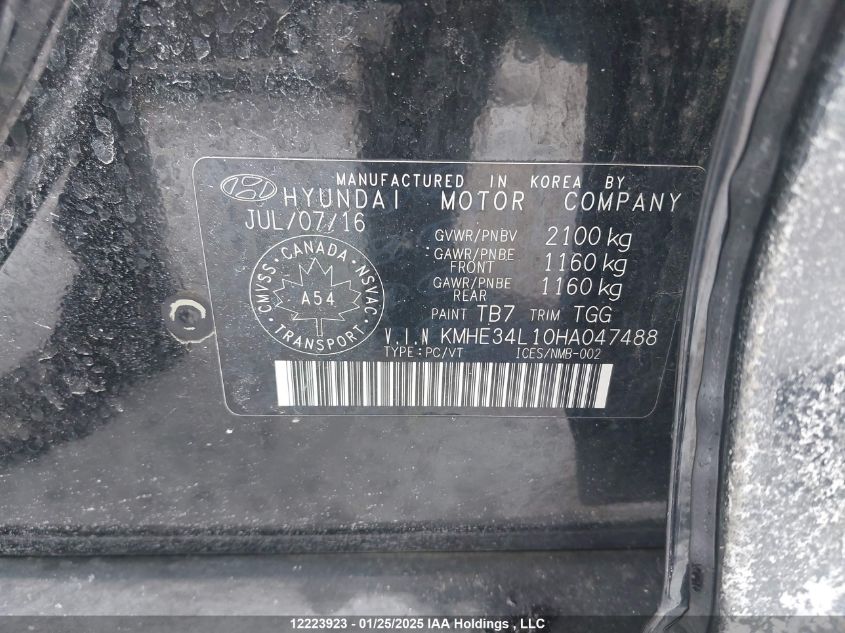 MANUFACTURED IN KOREA BY
HYUNDAI MOTOR COMPANY
JUL/07/16
GVWR/PNBV 2100 kg
GAWR/PNBE FRONT 1160 kg
GAWR/PNBE REAR 1160 kg
CMVSS · CANADA · NSVAC
A54
· TRANSPORT ·
PAINT TB7 TRIM TGG
V.I.N KMHE34L10HA047488
TYPE:PC/VT ICES/NMB-002
12223923 - 01/25/2025 IAA Holdings , LLC